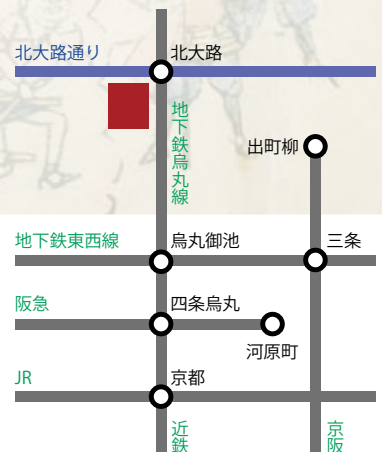 北大路通り
北大路
地下鉄烏丸線
出町柳
地下鉄東西線
烏丸御池
三条
阪急
四条烏丸
河原町
JR
京都
近鉄
京阪